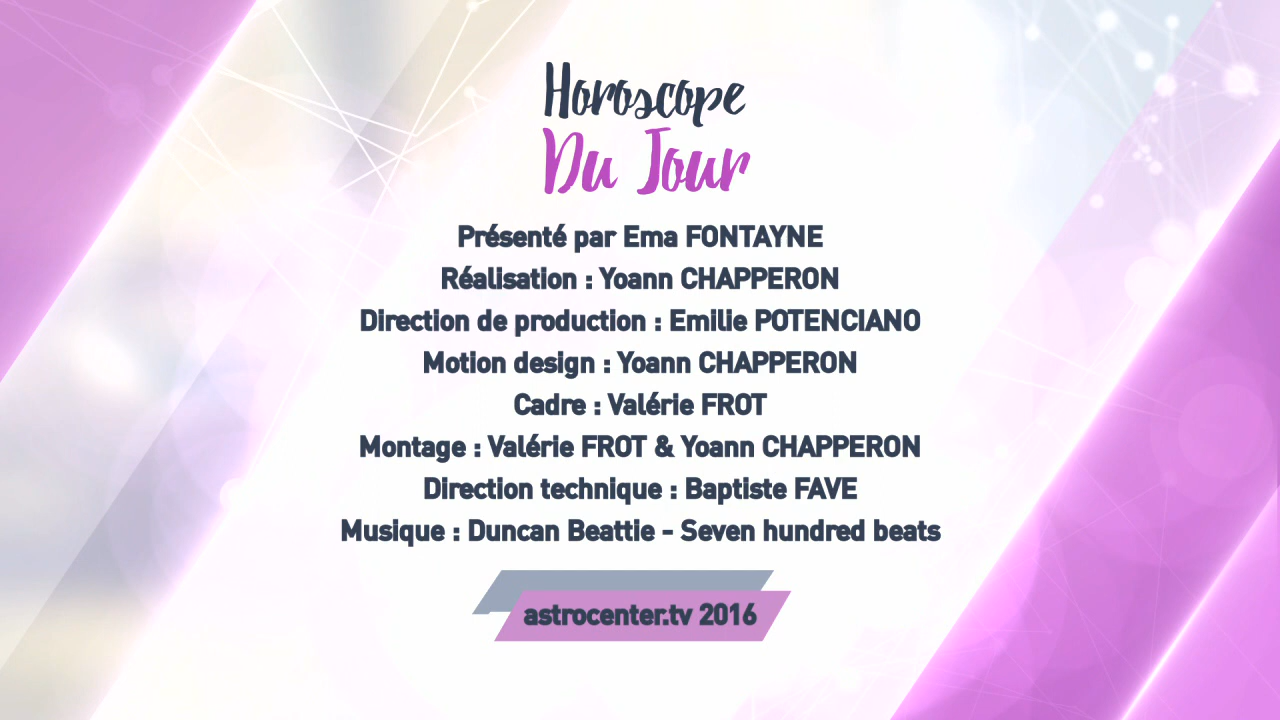 Horoscope
Du Jour
Présenté par Ema FONTAYNE
Réalisation : Yoann CHAPPERON
Direction de production : Emilie POTENCIANO
Motion design : Yoann CHAPPERON
Cadre : Valérie FROT
Montage : Valérie FROT & Yoann CHAPPERON
Direction technique : Baptiste FAVE
Musique : Duncan Beattie - Seven hundred beats
astrocenter.tv 2016